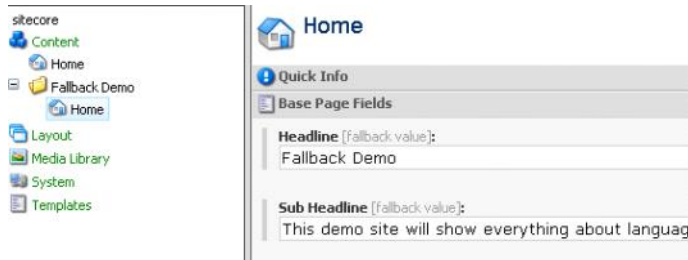 sitecore
Content
Home
Fallback Demo
Home
Layout
Media Library
System
Templates
Home
Quick Info
Base Page Fields
Headline [fallback value]:
Fallback Demo
Sub Headline [fallback value]:
This demo site will show everything about languag